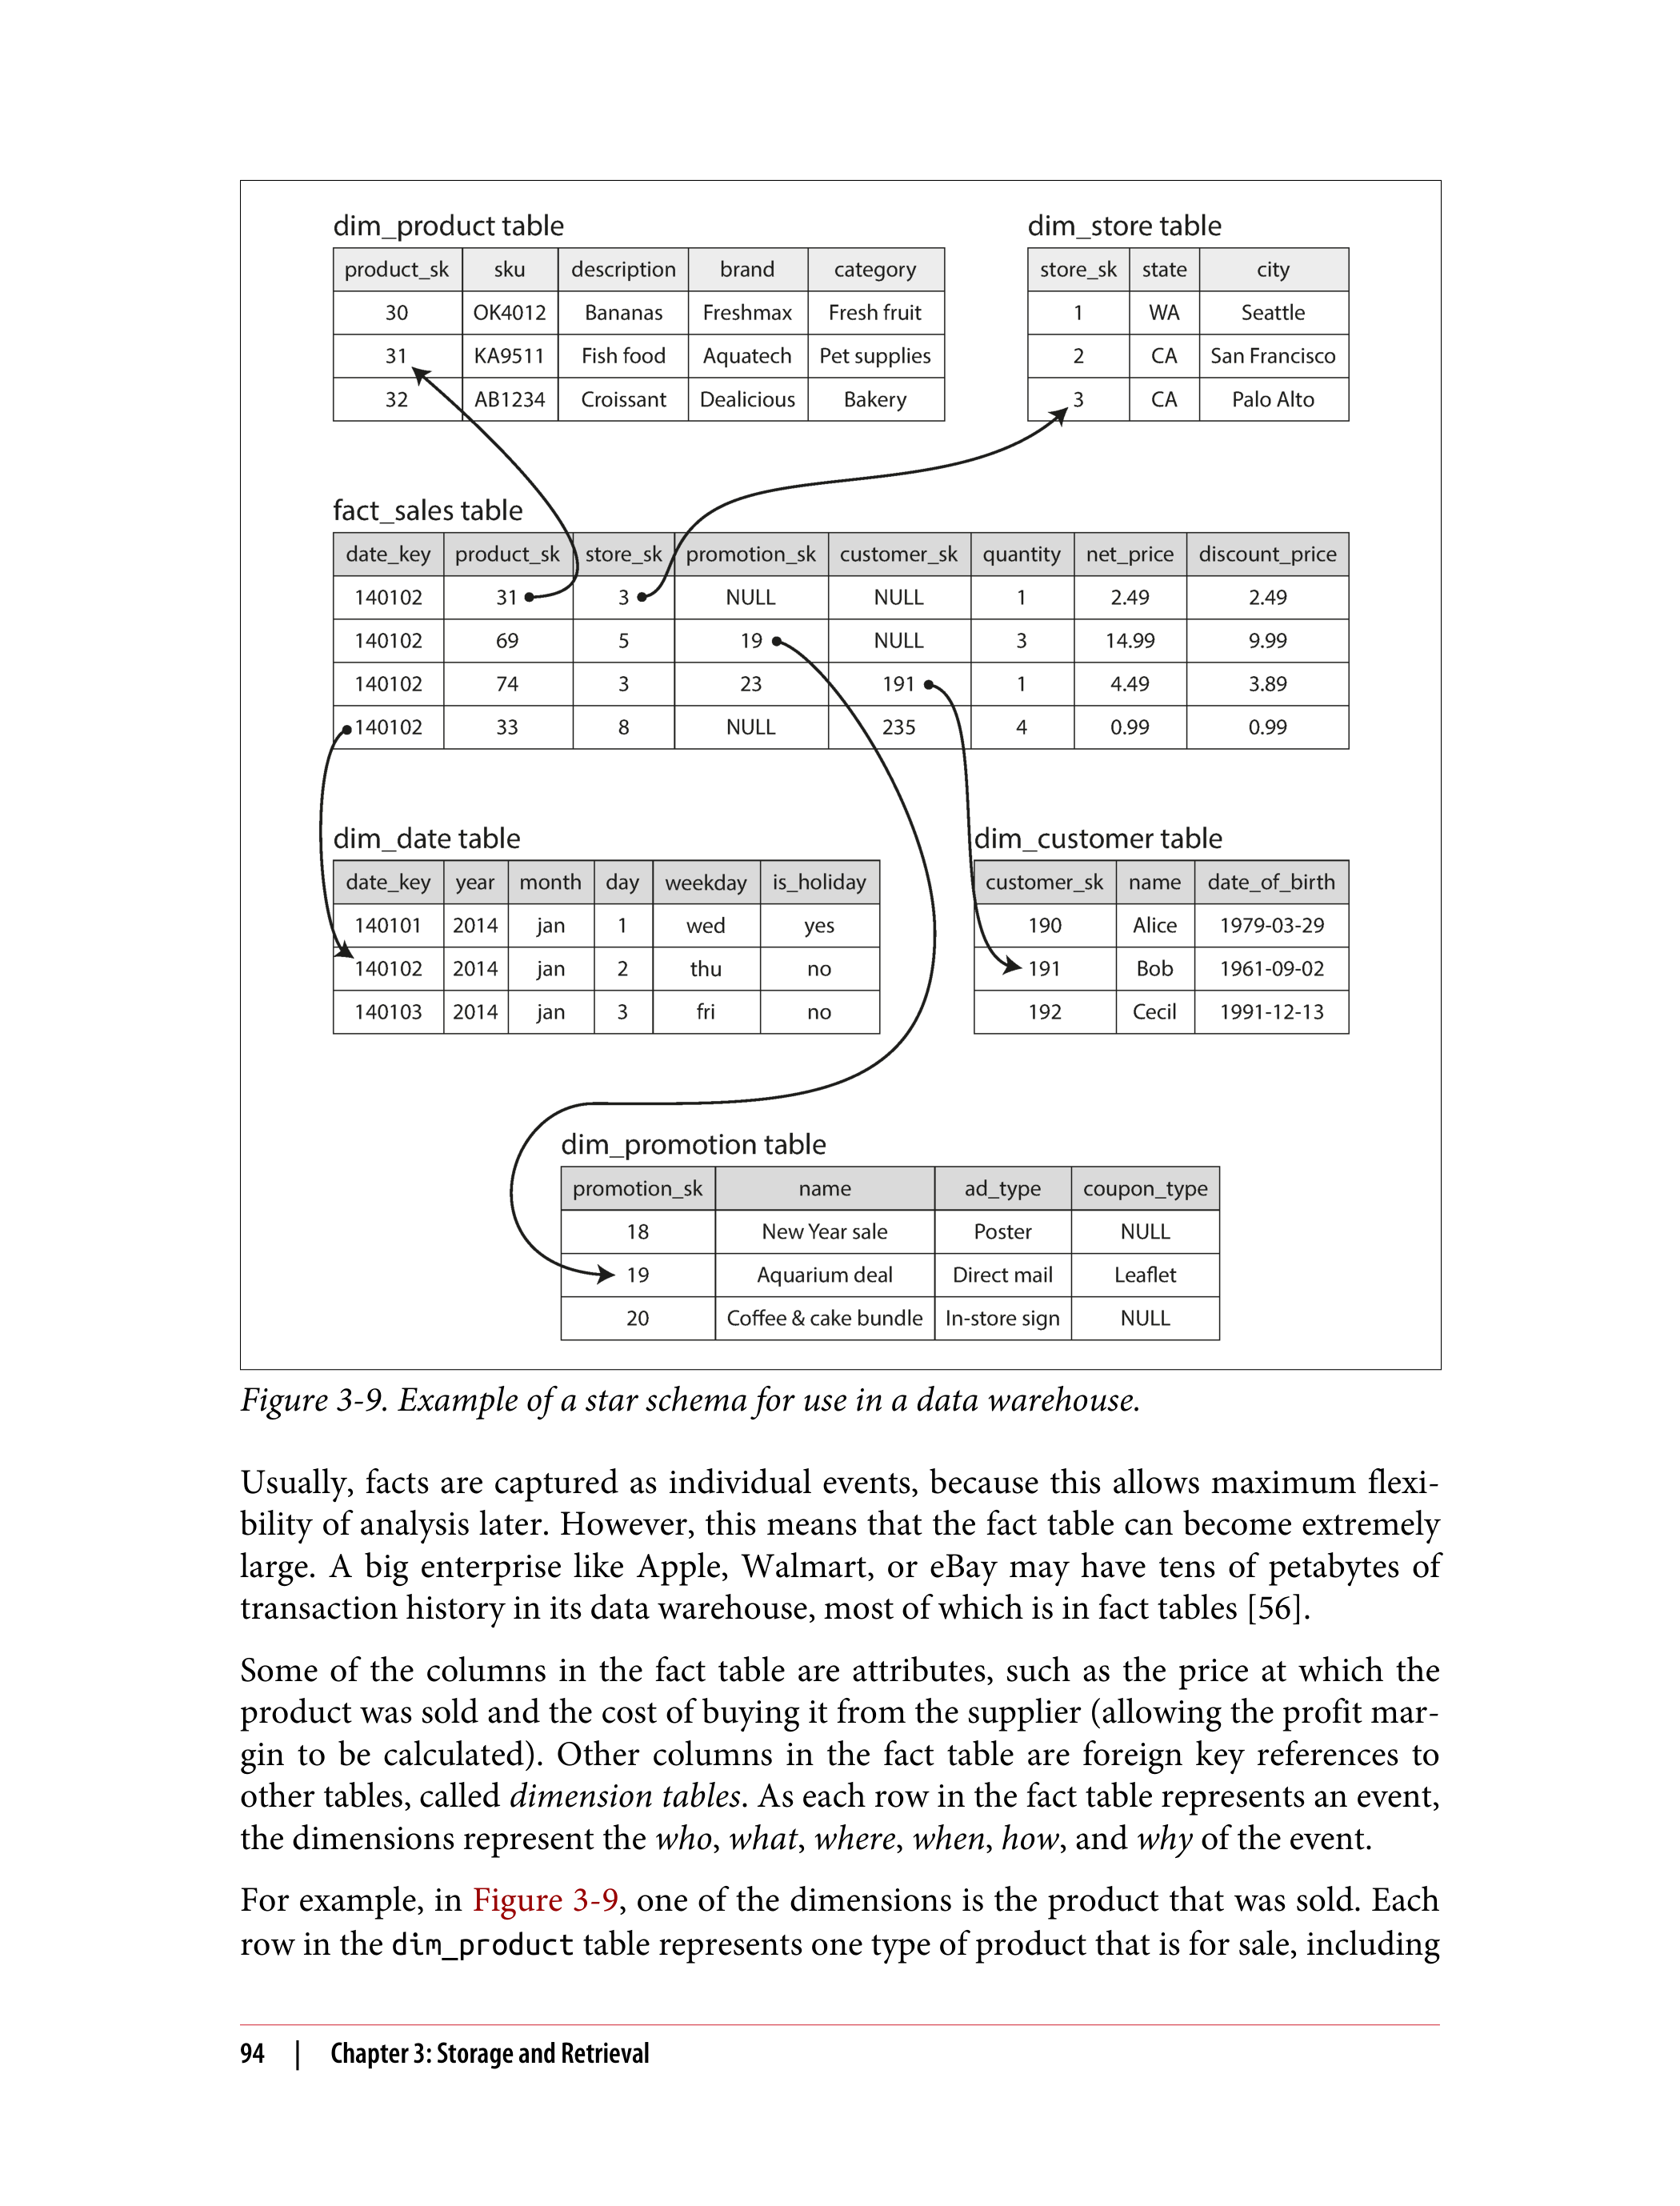 dim_product table
product_sk sku description brand category
30 OK4012 Bananas Freshmax Fresh fruit
31 KA9511 Fish food Aquatech Pet supplies
32 AB1234 Croissant Dealicious Bakery
dim_store table
store_sk state city
1 WA Seattle
2 CA San Francisco
3 CA Palo Alto
fact_sales table
date_key product_sk store_sk promotion_sk customer_sk quantity net_price discount_price
140102 31 3 NULL NULL 1 2.49 2.49
140102 69 5 19 NULL 3 14.99 9.99
140102 74 3 23 191 1 4.49 3.89
140102 33 8 NULL 235 4 0.99 0.99
dim_date table
date_key year month day weekday is_holiday
140101 2014 jan 1 wed yes
140102 2014 jan 2 thu no
140103 2014 jan 3 fri no
dim_customer table
customer_sk name date_of_birth
190 Alice 1979-03-29
191 Bob 1961-09-02
192 Cecil 1991-12-13
dim_promotion table
promotion_sk name ad_type coupon_type
18 New Year sale Poster NULL
19 Aquarium deal Direct mail Leaflet
20 Coffee & cake bundle In-store sign NULL
Figure 3-9. Example of a star schema for use in a data warehouse.
Usually, facts are captured as individual events, because this allows maximum flexi-
bility of analysis later. However, this means that the fact table can become extremely
large. A big enterprise like Apple, Walmart, or eBay may have tens of petabytes of
transaction history in its data warehouse, most of which is in fact tables [56].
Some of the columns in the fact table are attributes, such as the price at which the
product was sold and the cost of buying it from the supplier (allowing the profit mar-
gin to be calculated). Other columns in the fact table are foreign key references to
other tables, called dimension tables. As each row in the fact table represents an event,
the dimensions represent the who, what, where, when, how, and why of the event.
For example, in Figure 3-9, one of the dimensions is the product that was sold. Each
row in the dim_product table represents one type of product that is for sale, including
94 | Chapter 3: Storage and Retrieval